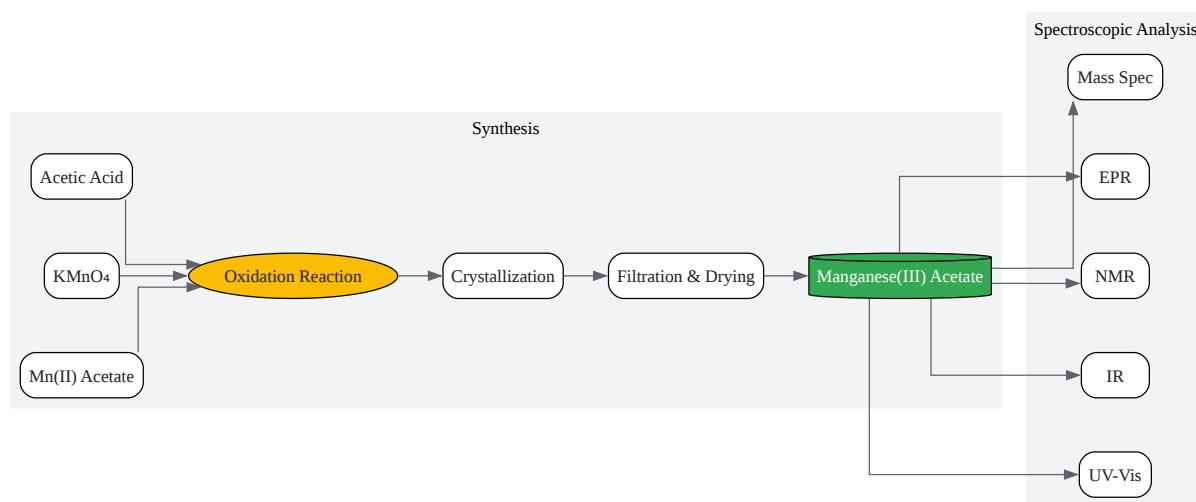 Spectroscopic Analysis
Mass Spec
Synthesis
Acetic Acid
EPR
KMnO₄
Oxidation Reaction
Crystallization
Filtration & Drying
Manganese(III) Acetate
NMR
Mn(II) Acetate
IR
UV-Vis